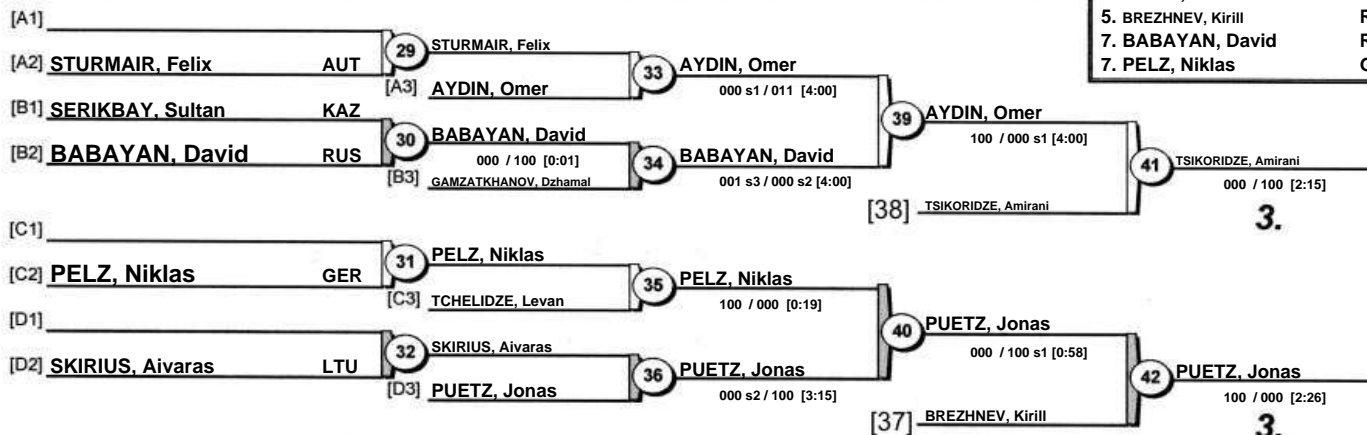 5. BREZHNEV, Kirill R
7. BABAYAN, David R
7. PELZ, Niklas
[A1]
[A2] STURMAIR, Felix AUT
29
STURMAIR, Felix
[A3] AYDIN, Omer
33
AYDIN, Omer
000 s1 / 011 [4:00]
[B1] SERIKBAY, Sultan KAZ
[B2] BABAYAN, David RUS
30
BABAYAN, David
000 / 100 [0:01]
[B3] GAMZATKHANOV, Dzhamal
34
BABAYAN, David
001 s3 / 000 s2 [4:00]
39
AYDIN, Omer
100 / 000 s1 [4:00]
[38] TSIKORIDZE, Amirani
41
TSIKORIDZE, Amirani
000 / 100 [2:15]
3.
[C1]
[C2] PELZ, Niklas GER
31
PELZ, Niklas
[C3] TCHELIDZE, Levan
35
PELZ, Niklas
100 / 000 [0:19]
[D1]
[D2] SKIRIUS, Aivaras LTU
32
SKIRIUS, Aivaras
[D3] PUETZ, Jonas
36
PUETZ, Jonas
000 s2 / 100 [3:15]
40
PUETZ, Jonas
000 / 100 s1 [0:58]
[37] BREZHNEV, Kirill
42
PUETZ, Jonas
100 / 000 [2:26]
3.